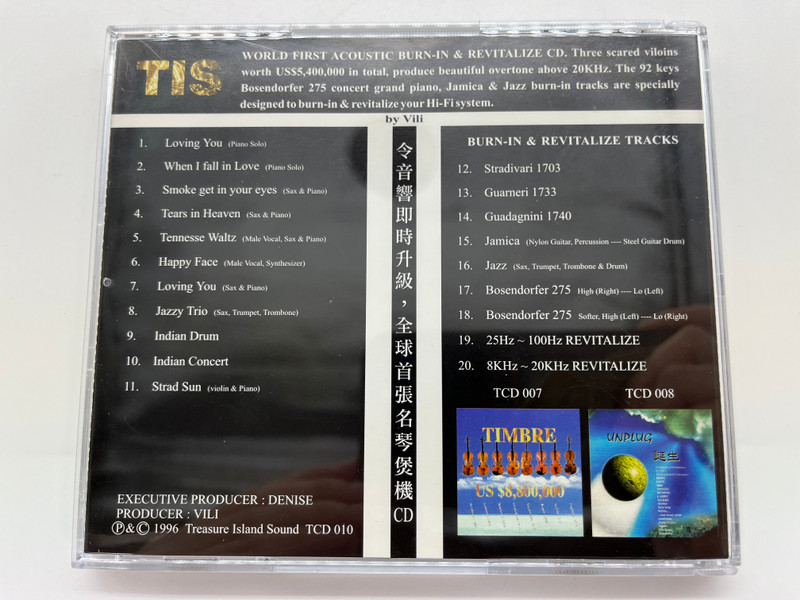 TIS
WORLD FIRST ACOUSTIC BURN-IN & REVITALIZE CD. Three scared viloins
worth US$5,400,000 in total, produce beautiful overtone above 20KHz. The 92 keys
Bosendorfer 275 concert grand piano, Jamica & Jazz burn-in tracks are specially
designed to burn-in & revitalize your Hi-Fi system.
by Vili
1. Loving You (Piano Solo)
2. When I fall in Love (Piano Solo)
3. Smoke get in your eyes (Sax & Piano)
4. Tears in Heaven (Sax & Piano)
5. Tennesse Waltz (Male Vocal, Sax & Piano)
6. Happy Face (Male Vocal, Synthesizer)
7. Loving You (Sax & Piano)
8. Jazzy Trio (Sax, Trumpet, Trombone)
9. Indian Drum
10. Indian Concert
11. Strad Sun (violin & Piano)
EXECUTIVE PRODUCER : DENISE
PRODUCER : VILI
℗&© 1996 Treasure Island Sound TCD 010
令音響即時升級，全球首張名琴煲機CD
BURN-IN & REVITALIZE TRACKS
12. Stradivari 1703
13. Guarneri 1733
14. Guadagnini 1740
15. Jamica (Nylon Guitar, Percussion ---- Steel Guitar Drum)
16. Jazz (Sax, Trumpet, Trombone & Drum)
17. Bosendorfer 275 High (Right) ---- Lo (Left)
18. Bosendorfer 275 Softer, High (Left) ---- Lo (Right)
19. 25Hz ~ 100Hz REVITALIZE
20. 8KHz ~ 20KHz REVITALIZE
TCD 007
TCD 008
TIMBRE
US $8,800,000
UNPLUG
誕生